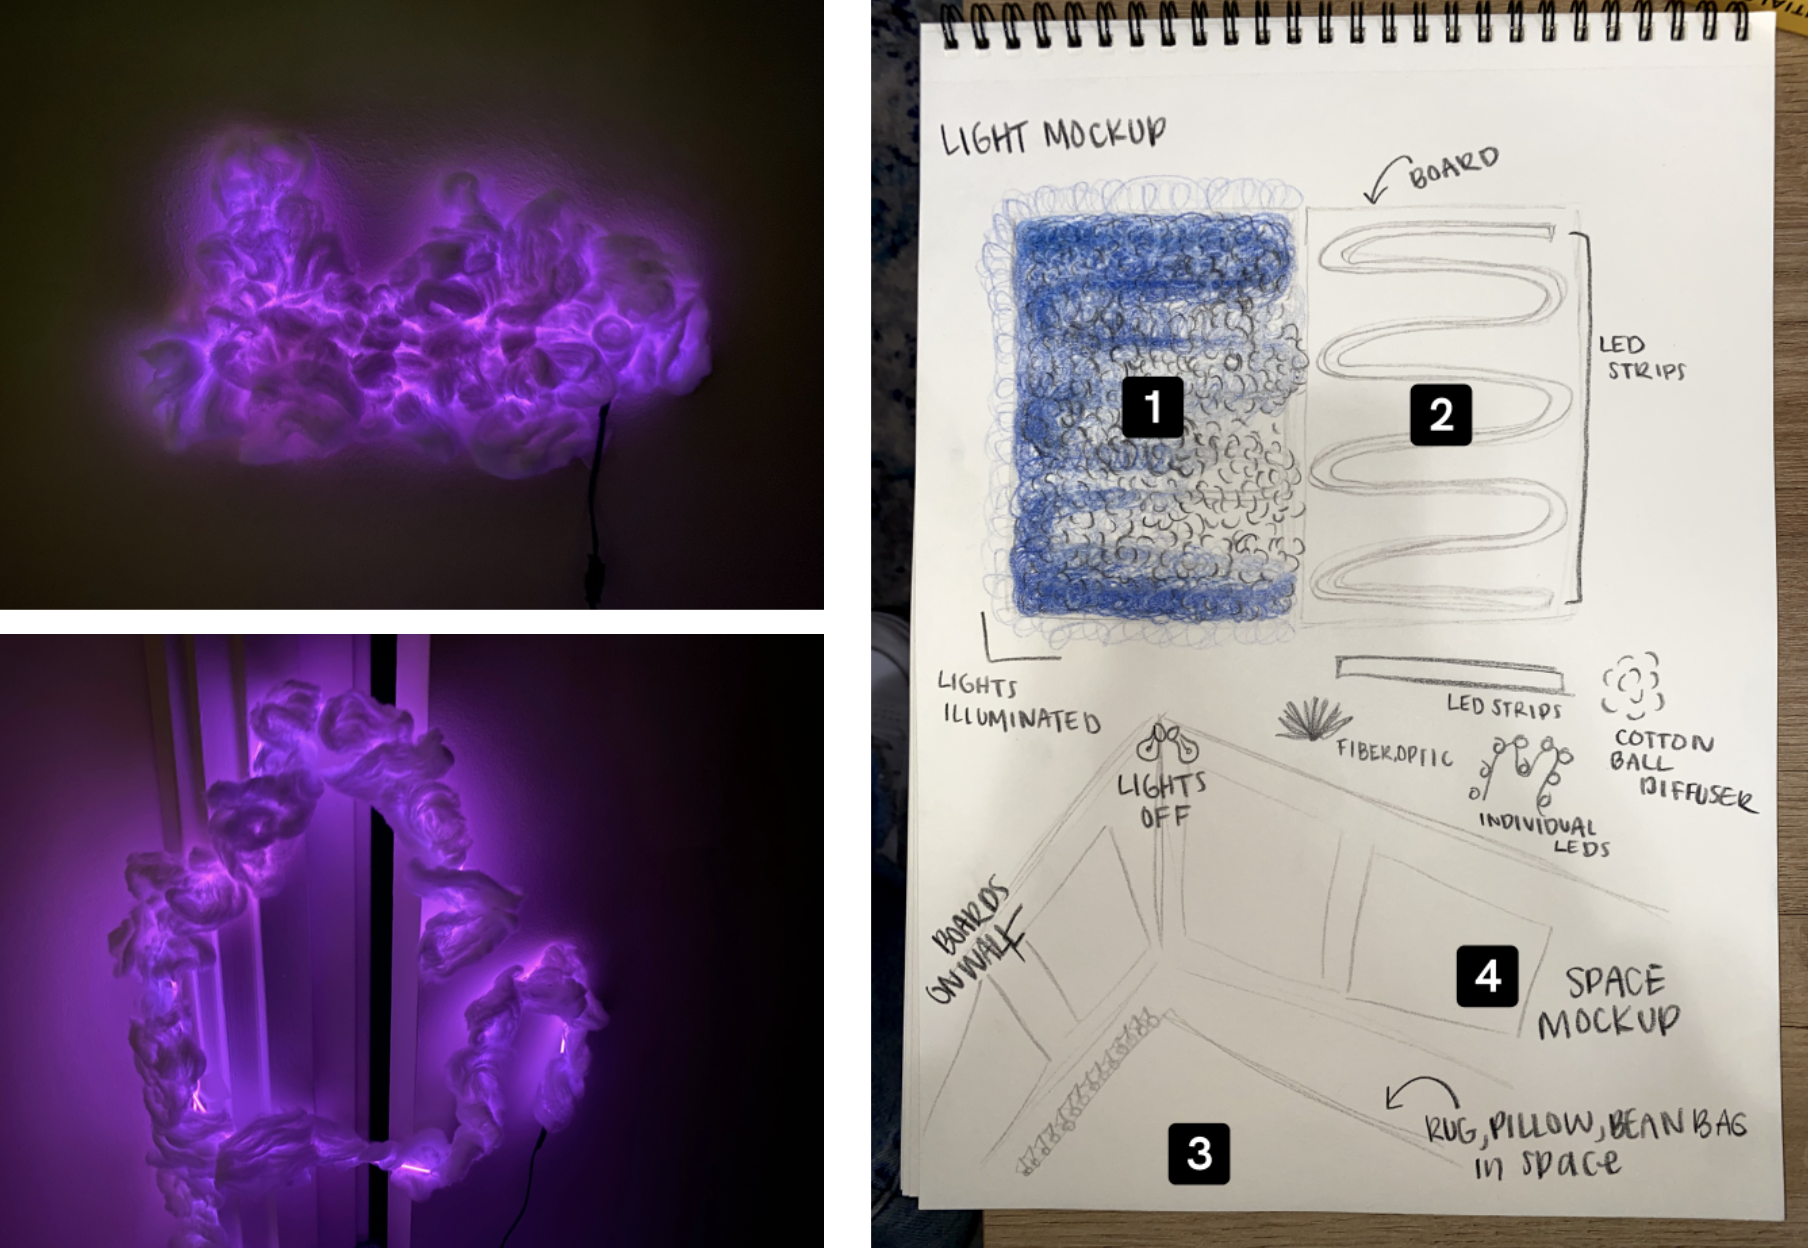 LIGHT MOCKUP
BOARD
1
2
LED
STRIPS
LIGHTS
ILLUMINATED
LED STRIPS
FIBEROPTIC
COTTON
BALL
DIFFUSER
INDIVIDUAL
LEDS
LIGHTS
OFF
BOARDS
ON WALL
4
SPACE
MOCKUP
3
RUG, PILLOW, BEAN BAG
in space